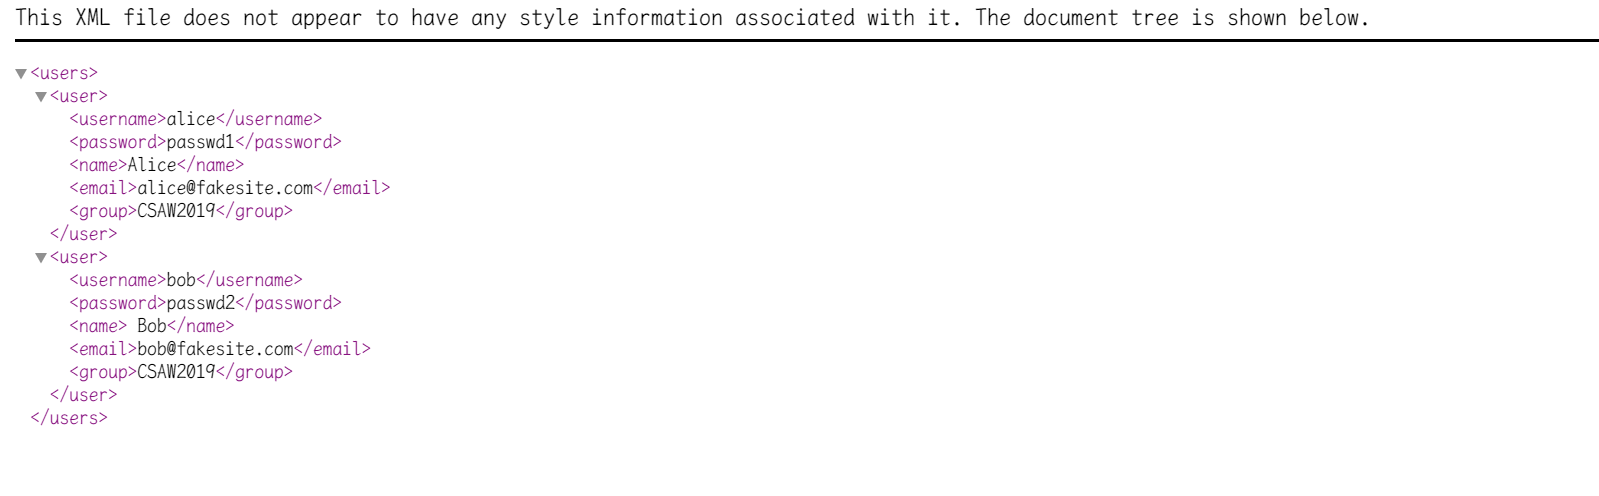 This XML file does not appear to have any style information associated with it. The document tree is shown below.
▼<users>
▼<user>
<username>alice</username>
<password>passwd1</password>
<name>Alice</name>
<email>alice@fakesite.com</email>
<group>CSAW2019</group>
</user>
▼<user>
<username>bob</username>
<password>passwd2</password>
<name> Bob</name>
<email>bob@fakesite.com</email>
<group>CSAW2019</group>
</user>
</users>